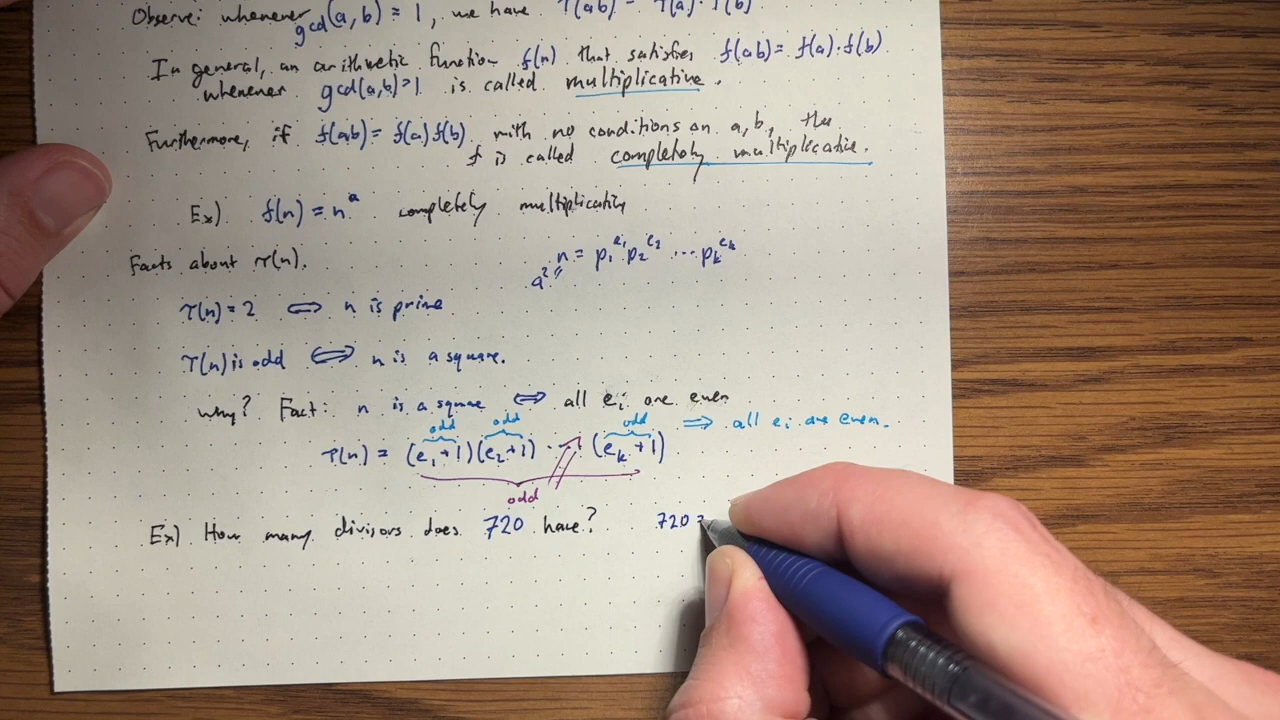 Observe: whenever gcd(a,b) = 1, we have τ(ab) = τ(a)·τ(b)
In general, an arithmetic function f(n) that satisfies f(ab) = f(a)·f(b)
whenever gcd(a,b)=1 is called multiplicative.
Furthermore, if f(ab) = f(a)f(b) with no conditions on a,b, then
f is called completely multiplicative.
Ex) f(n) = n^a completely multiplicative
Facts about τ(n). n = p₁^e₁ p₂^e₂ ... pₖ^eₖ
a² =
τ(n) = 2 ⟺ n is prime
τ(n) is odd ⟺ n is a square.
why? Fact: n is a square ⟺ all eᵢ are even
odd odd odd ⇒ all eᵢ are even.
τ(n) = (e₁+1)(e₂+1) ... (eₖ+1)
odd
Ex) How many divisors does 720 have? 720 =